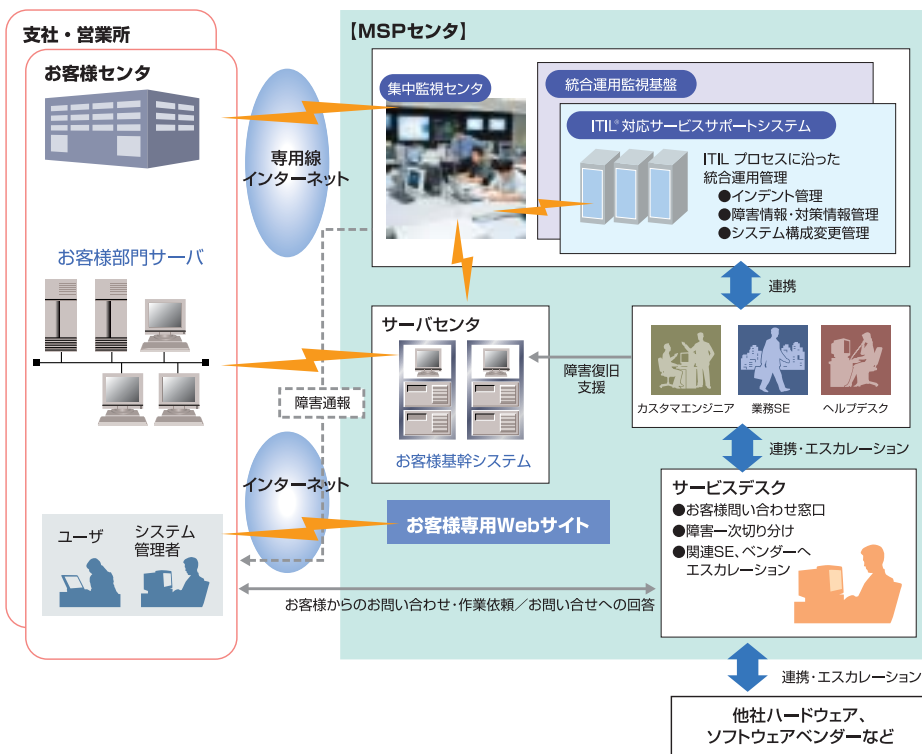 支社・営業所
お客様センタ
お客様部門サーバ
ユーザ
システム
管理者
専用線
インターネット
障害通報
インターネット
【MSPセンタ】
集中監視センタ
統合運用監視基盤
ITIL®対応サービスサポートシステム
ITIL プロセスに沿った
統合運用管理
●インデント管理
●障害情報・対策情報管理
●システム構成変更管理
連携
サーバセンタ
お客様基幹システム
障害復旧
支援
カスタマエンジニア
業務SE
ヘルプデスク
連携・エスカレーション
お客様専用Webサイト
サービスデスク
●お客様問い合わせ窓口
●障害一次切り分け
●関連SE、ベンダーへ
エスカレーション
お客様からのお問い合わせ・作業依頼／お問い合せへの回答
連携・エスカレーション
他社ハードウェア、
ソフトウェアベンダーなど